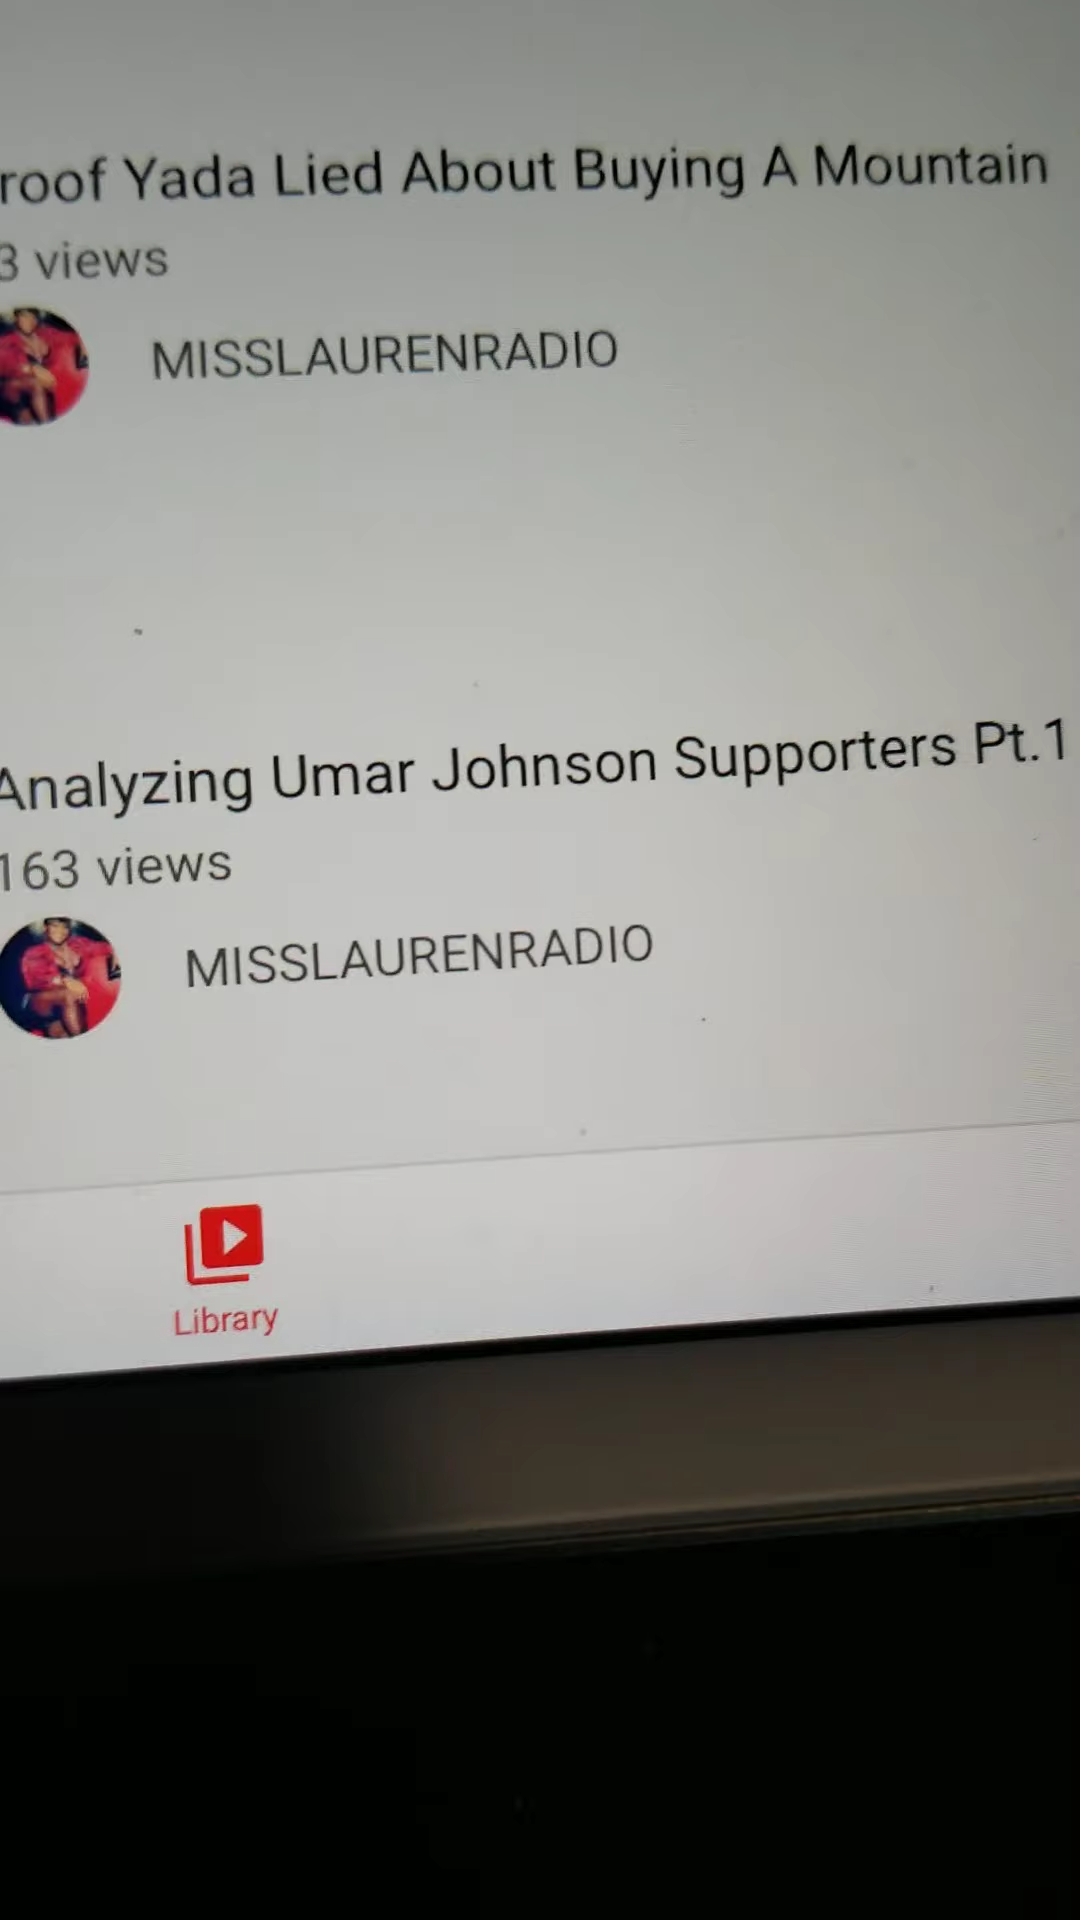 roof Yada Lied About Buying A Mountain
3 views
MISSLAURENRADIO
Analyzing Umar Johnson Supporters Pt.1
163 views
MISSLAURENRADIO
Library